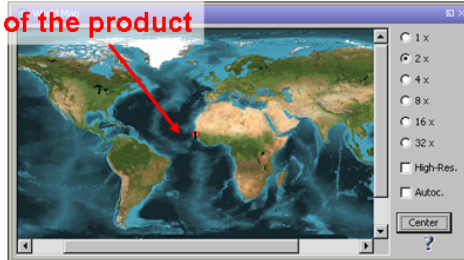 of the product
1 x
2 x
4 x
8 x
16 x
32 x
High-Res.
Autoc.
Center
?